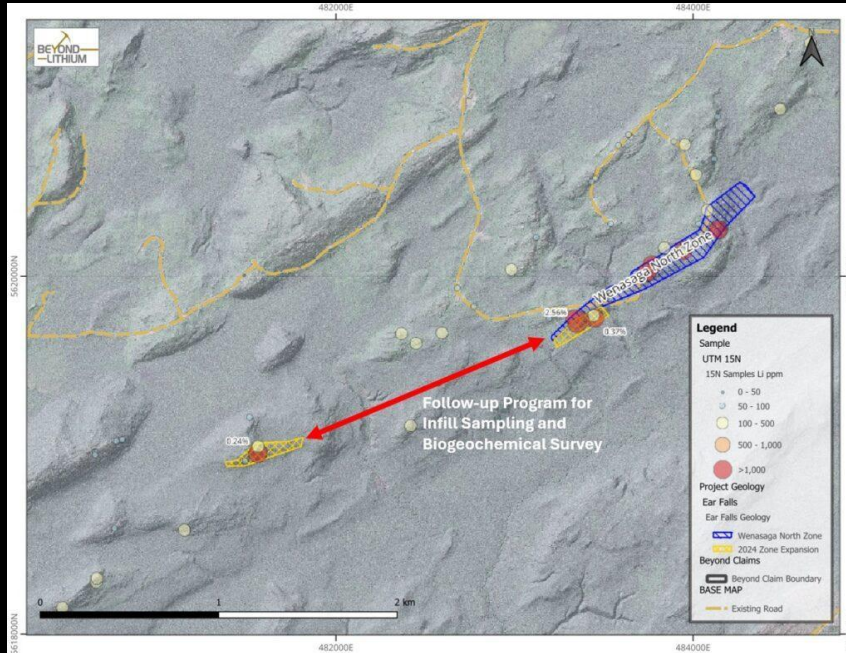 482000E
484000E
BEYOND
LITHIUM
5620000N
Wenasaga North Zone
2.56%
0.37%
Follow-up Program for
Infill Sampling and
Biogeochemical Survey
0.24%
Legend
Sample
UTM 15N
15N Samples Li ppm
0 - 50
50 - 100
100 - 500
500 - 1,000
>1,000
Project Geology
Ear Falls
Ear Falls Geology
Wenasaga North Zone
2024 Zone Expansion
Beyond Claims
Beyond Claim Boundary
BASE MAP
Existing Road
0
1
2 km
5618000N
482000E
484000E